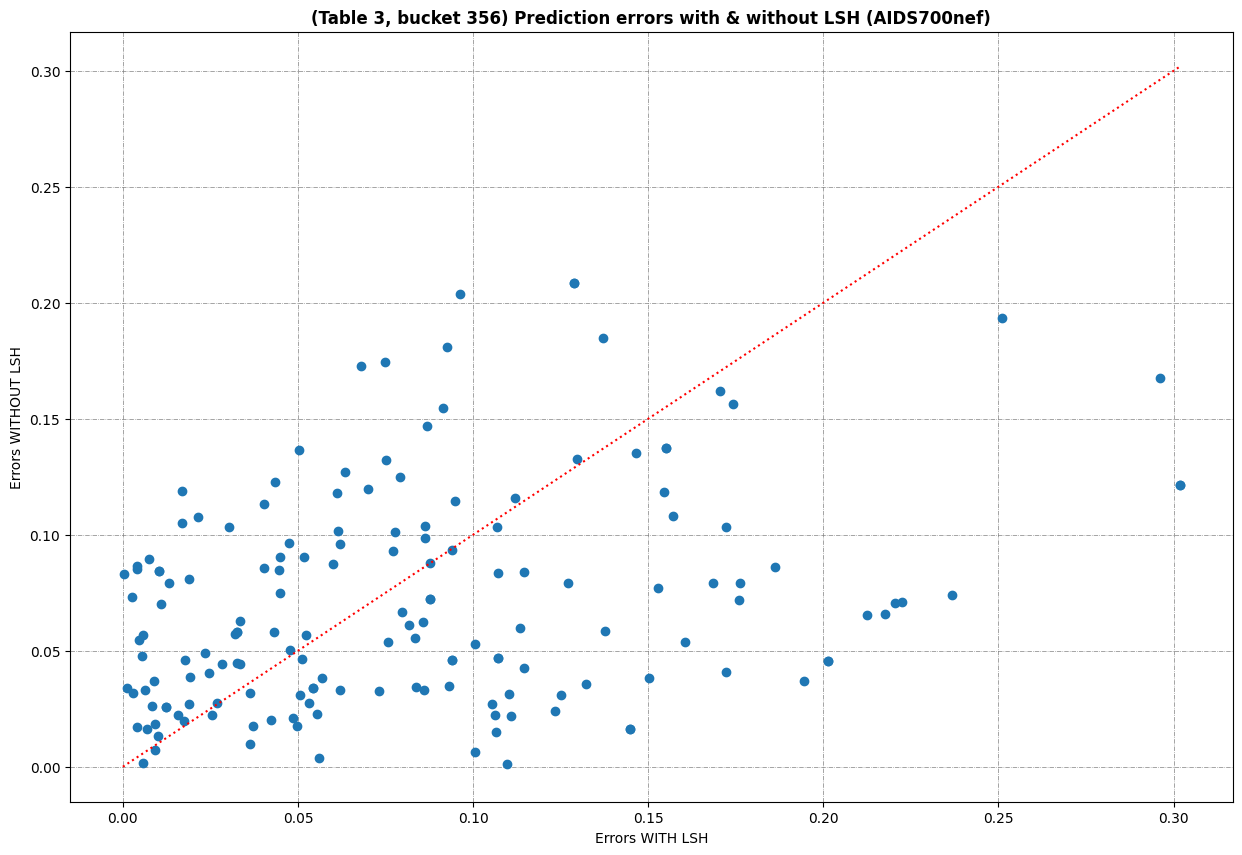 (Table 3, bucket 356) Prediction errors with & without LSH (AIDS700nef)
0.30
0.25
0.20
0.15
0.10
0.05
0.00
Errors WITHOUT LSH
0.00 0.05 0.10 0.15 0.20 0.25 0.30
Errors WITH LSH